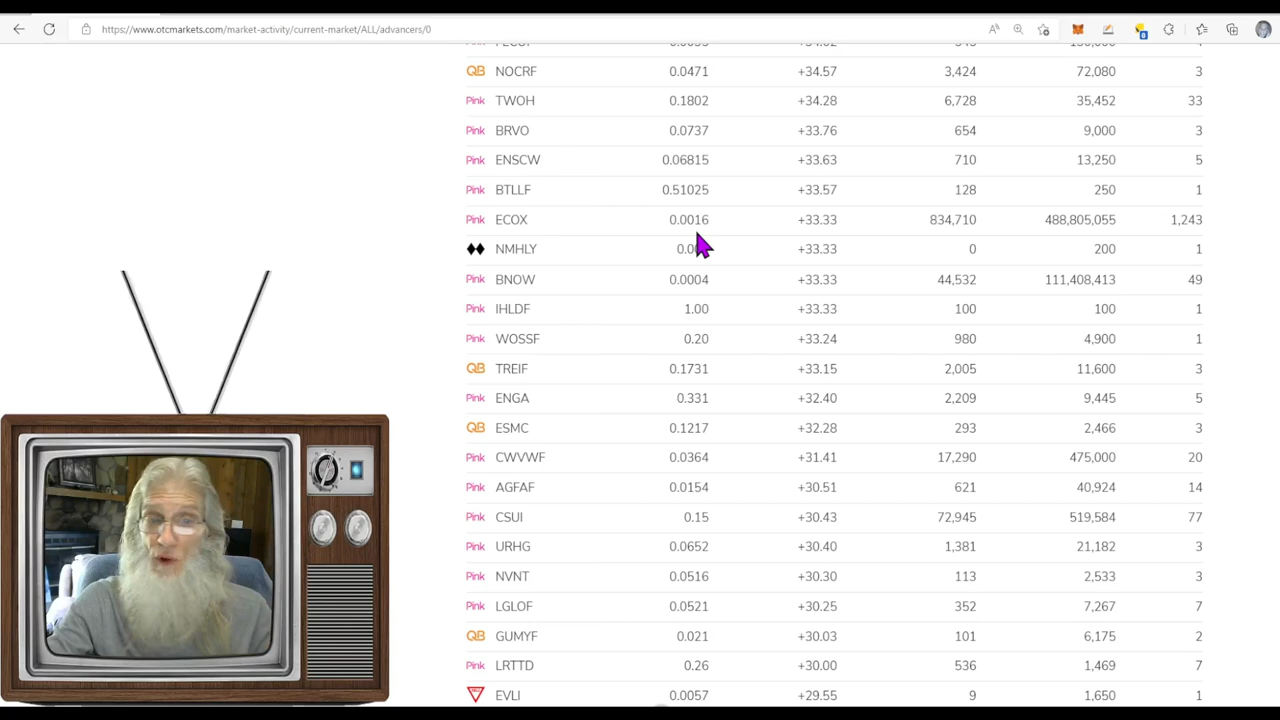 https://www.otcmarkets.com/market-activity/current-market/ALL/advancers/0
QB NOCRF 0.0471 +34.57 3,424 72,080 3
Pink TWOH 0.1802 +34.28 6,728 35,452 33
Pink BRVO 0.0737 +33.76 654 9,000 3
Pink ENSCW 0.06815 +33.63 710 13,250 5
Pink BTLLF 0.51025 +33.57 128 250 1
Pink ECOX 0.0016 +33.33 834,710 488,805,055 1,243
NMHLY +33.33 0 200 1
Pink BNOW 0.0004 +33.33 44,532 111,408,413 49
Pink IHLDF 1.00 +33.33 100 100 1
Pink WOSSF 0.20 +33.24 980 4,900 1
QB TREIF 0.1731 +33.15 2,005 11,600 3
Pink ENGA 0.331 +32.40 2,209 9,445 5
QB ESMC 0.1217 +32.28 293 2,466 3
Pink CWVWF 0.0364 +31.41 17,290 475,000 20
Pink AGFAF 0.0154 +30.51 621 40,924 14
Pink CSUI 0.15 +30.43 72,945 519,584 77
Pink URHG 0.0652 +30.40 1,381 21,182 3
Pink NVNT 0.0516 +30.30 113 2,533 3
Pink LGLOF 0.0521 +30.25 352 7,267 7
QB GUMYF 0.021 +30.03 101 6,175 2
Pink LRTTD 0.26 +30.00 536 1,469 7
EVLI 0.0057 +29.55 9 1,650 1